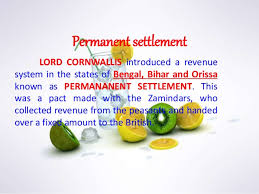 Permanent settlement
LORD CORNWALLIS introduced a revenue
system in the states of Bengal, Bihar and Orissa
known as PERMANANENT SETTLEMENT. This
was a pact made with the Zamindars, who
collected revenue from the peasants and handed
over a fixed amount to the British